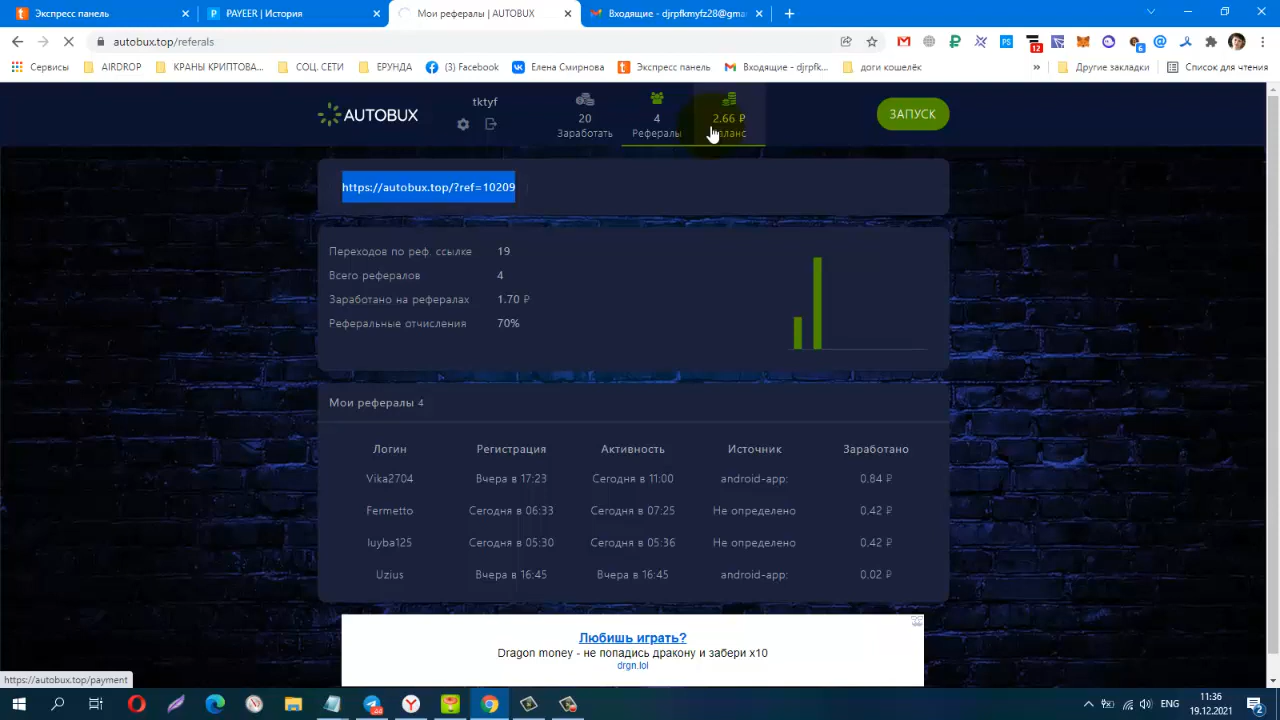 Экспресс панель
PAYEER | История
Мои рефералы | AUTOBUX
Входящие - djrpfkmyfz28@gma
autobux.top/referals
12
6
Сервисы
AIRDROP
КРАНЫ КРИПТОВА...
СОЦ. СЕТИ
ЕРУНДА
(3) Facebook
Елена Смирнова
Экспресс панель
Входящие - djrpfk...
доги кошелёк
»
Другие закладки
Список для чтения
AUTOBUX
tktyf
20
Заработать
4
Рефералы
2.66 ₽
ЗАПУСК
https://autobux.top/?ref=10209
Переходов по реф. ссылке 19
Всего рефералов 4
Заработано на рефералах 1.70 ₽
Реферальные отчисления 70%
Мои рефералы 4
Логин Регистрация Активность Источник Заработано
Vika2704 Вчера в 17:23 Сегодня в 11:00 android-app: 0.84 ₽
Fermetto Сегодня в 06:33 Сегодня в 07:25 Не определено 0.42 ₽
luyba125 Сегодня в 05:30 Сегодня в 05:36 Не определено 0.42 ₽
Uzius Вчера в 16:45 Вчера в 16:45 android-app: 0.02 ₽
Любишь играть?
Dragon money - не попадись дракону и забери x10
drgn.lol
https://autobux.top/payment
ENG
11:36
19.12.2021
2